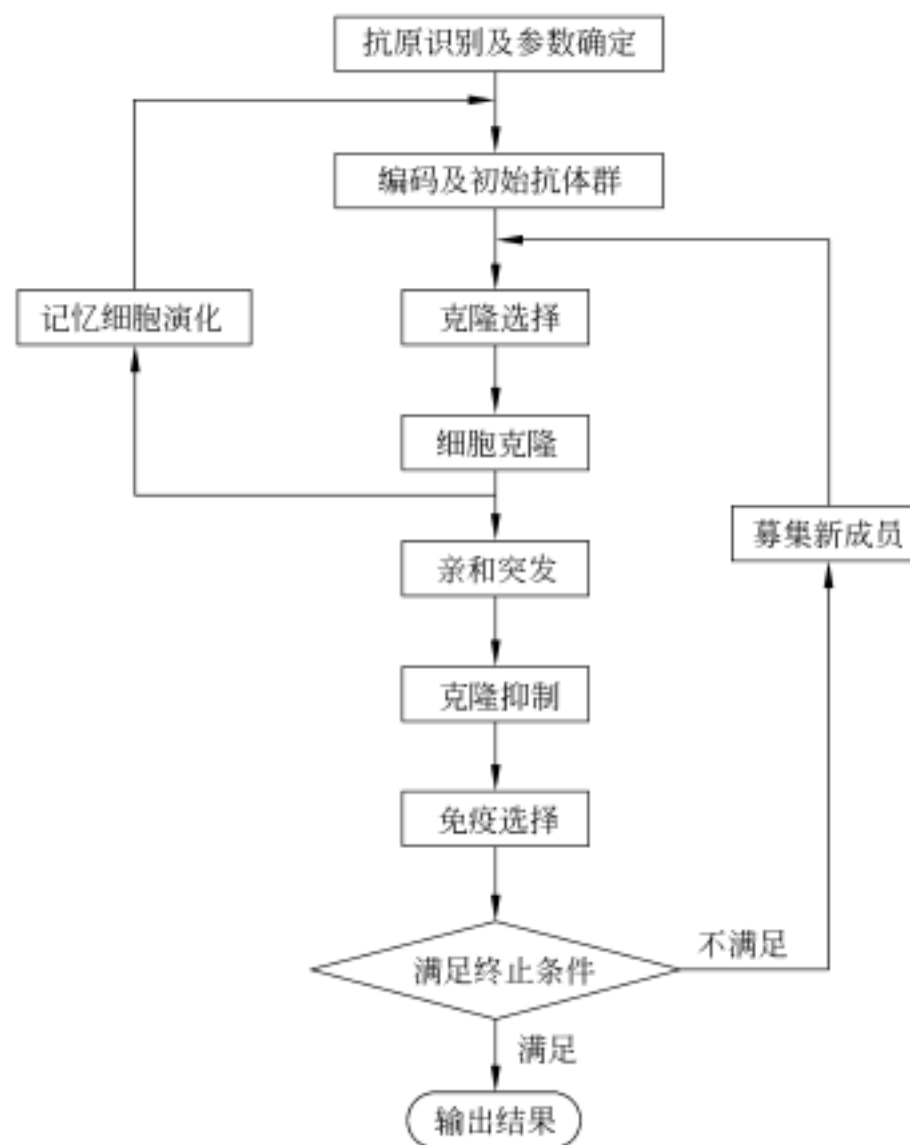 抗原识别及参数确定
编码及初始抗体群
记忆细胞演化
克隆选择
细胞克隆
募集新成员
亲和突发
克隆抑制
免疫选择
不满足
满足终止条件
满足
输出结果